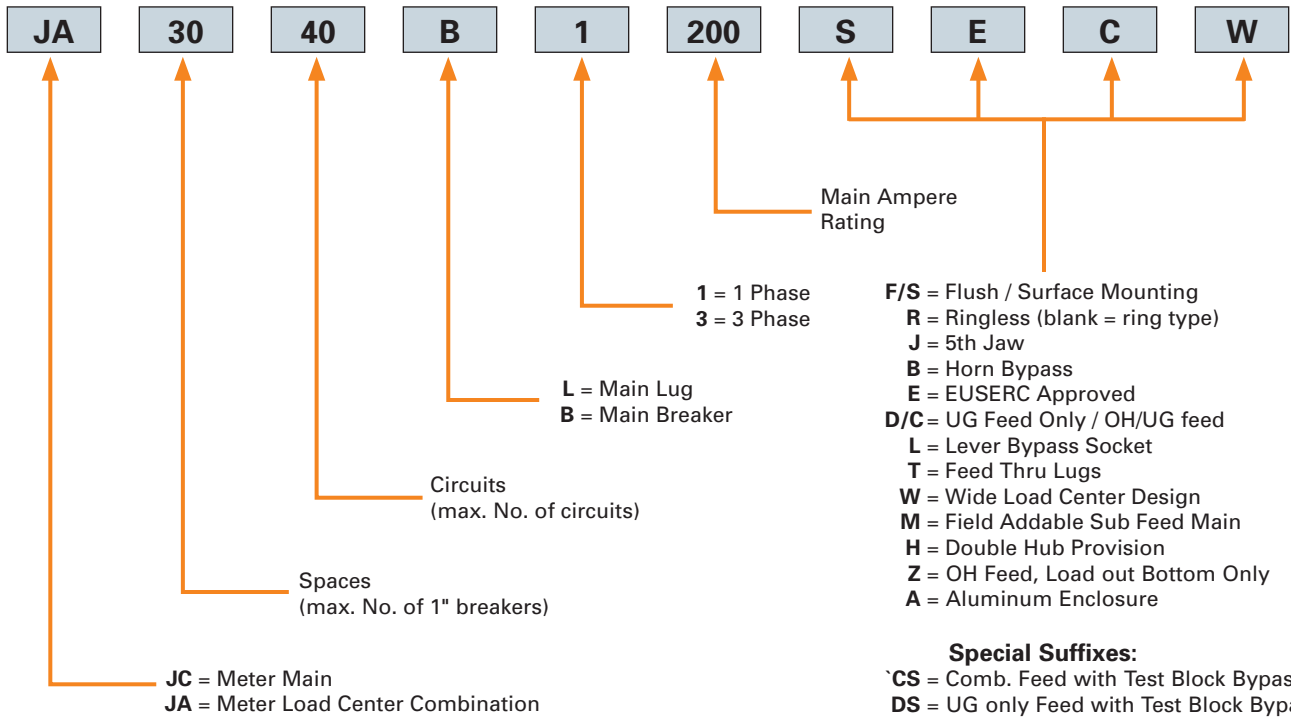 JA 30 40 B 1 200 S E C W
Main Ampere
Rating
1 = 1 Phase
3 = 3 Phase
L = Main Lug
B = Main Breaker
Circuits
(max. No. of circuits)
Spaces
(max. No. of 1" breakers)
JC = Meter Main
JA = Meter Load Center Combination
F/S = Flush / Surface Mounting
R = Ringless (blank = ring type)
J = 5th Jaw
B = Horn Bypass
E = EUSERC Approved
D/C = UG Feed Only / OH/UG feed
L = Lever Bypass Socket
T = Feed Thru Lugs
W = Wide Load Center Design
M = Field Addable Sub Feed Main
H = Double Hub Provision
Z = OH Feed, Load out Bottom Only
A = Aluminum Enclosure
Special Suffixes:
`CS = Comb. Feed with Test Block Bypas
DS = UG only Feed with Test Block Bypa